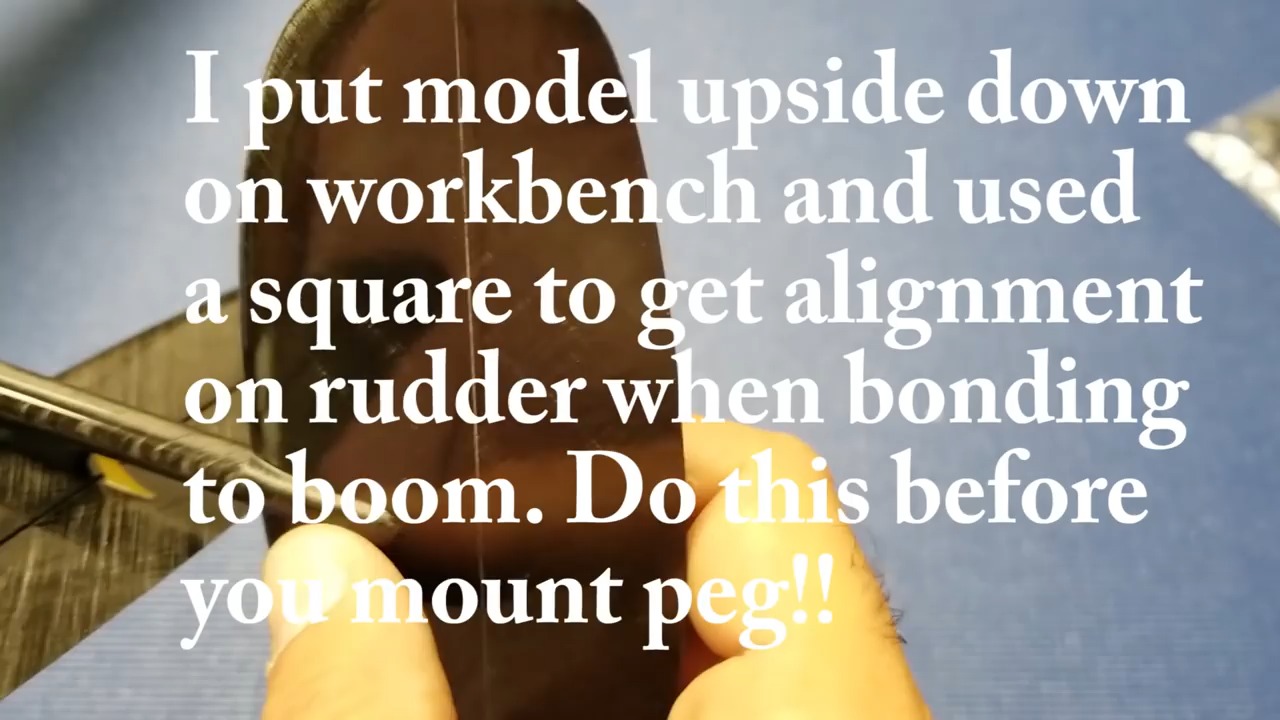 I put model upside down
on workbench and used
a square to get alignment
on rudder when bonding
to boom. Do this before
you mount peg!!